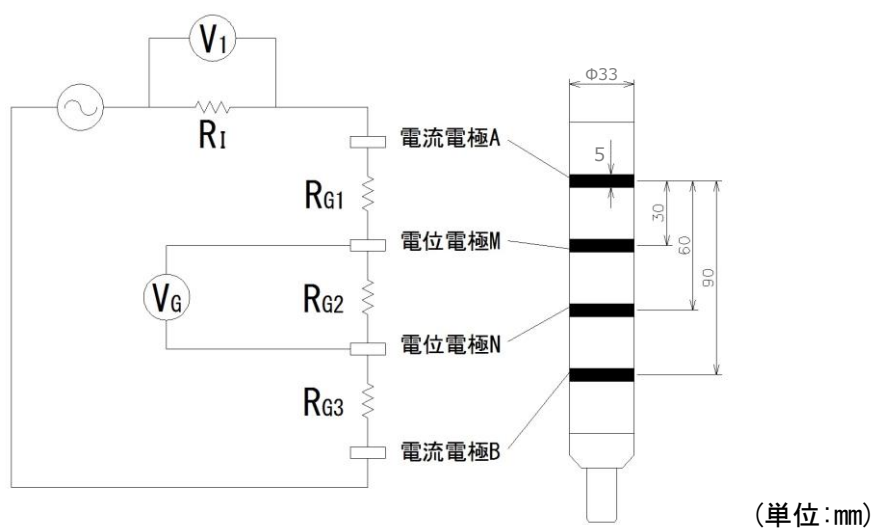 V1
RI
RG1
VG
RG2
RG3
電流電極A
電位電極M
電位電極N
電流電極B
Φ33
5
30
60
90
(単位:mm)